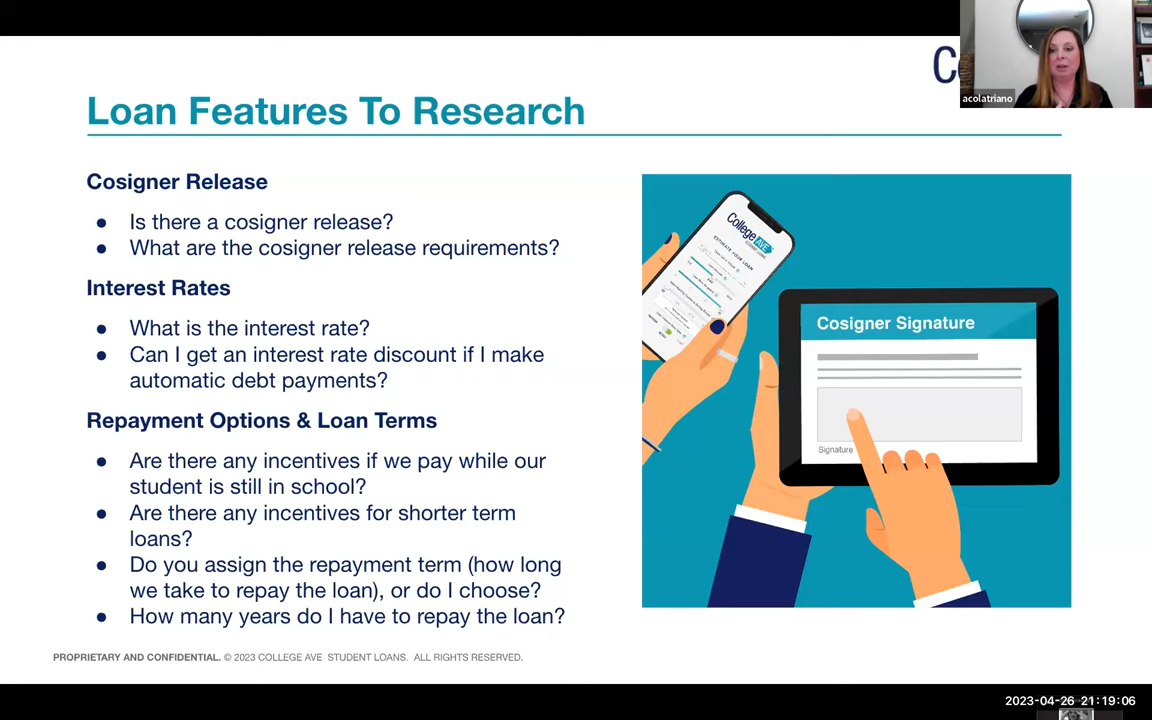 C
acolatriano
Loan Features To Research
Cosigner Release
● Is there a cosigner release?
● What are the cosigner release requirements?
Interest Rates
● What is the interest rate?
● Can I get an interest rate discount if I make
automatic debt payments?
Repayment Options & Loan Terms
● Are there any incentives if we pay while our
student is still in school?
● Are there any incentives for shorter term
loans?
● Do you assign the repayment term (how long
we take to repay the loan), or do I choose?
● How many years do I have to repay the loan?
College AVE
ESTIMATE YOUR LOAN
Cosigner Signature
Signature
PROPRIETARY AND CONFIDENTIAL. © 2023 COLLEGE AVE STUDENT LOANS. ALL RIGHTS RESERVED.
2023-04-26 21:19:06